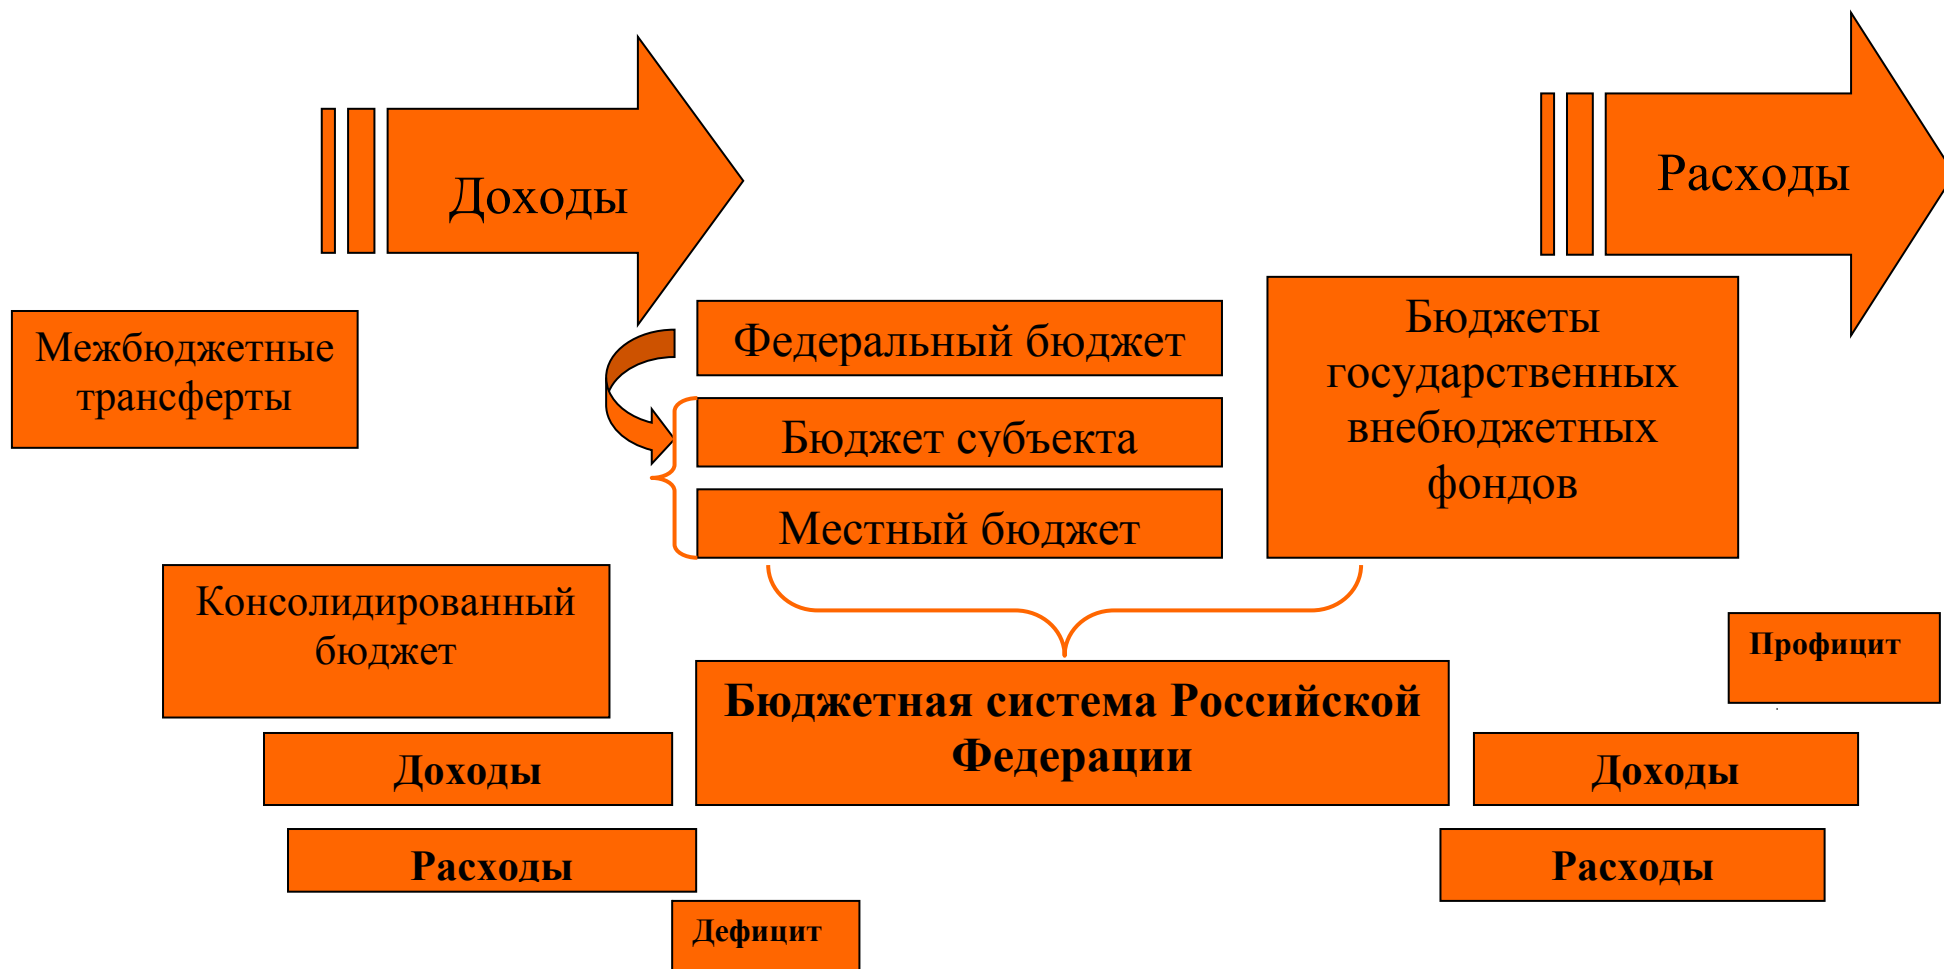 Доходы
Расходы
Межбюджетные
трансферты
Федеральный бюджет
Бюджет субъекта
Местный бюджет
Бюджеты
государственных
внебюджетных
фондов
Консолидированный
бюджет
Бюджетная система Российской
Федерации
Профицит
Доходы
Расходы
Дефицит
Доходы
Расходы